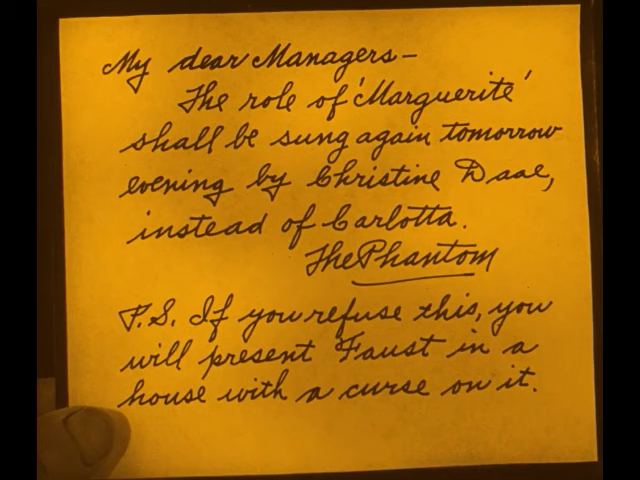 My dear Managers-
The role of 'Marguerite'
shall be sung again tomorrow
evening by Christine Daae,
instead of Carlotta.
The Phantom
P.S. If you refuse this, you
will present Faust in a
house with a curse on it.